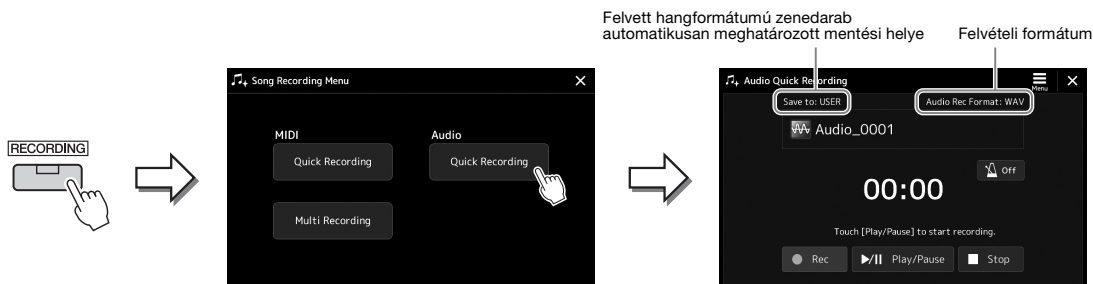 Felvett hangformátumú zenedarab
automatikusan meghatározott mentési helye
Felvételi formátum
RECORDING
Song Recording Menu
MIDI
Audio
Quick Recording
Quick Recording
Multi Recording
Audio Quick Recording
Menu
Save to: USER
Audio Rec Format: WAV
Audio_0001
Off
00:00
Touch [Play/Pause] to start recording.
Rec
Play/Pause
Stop